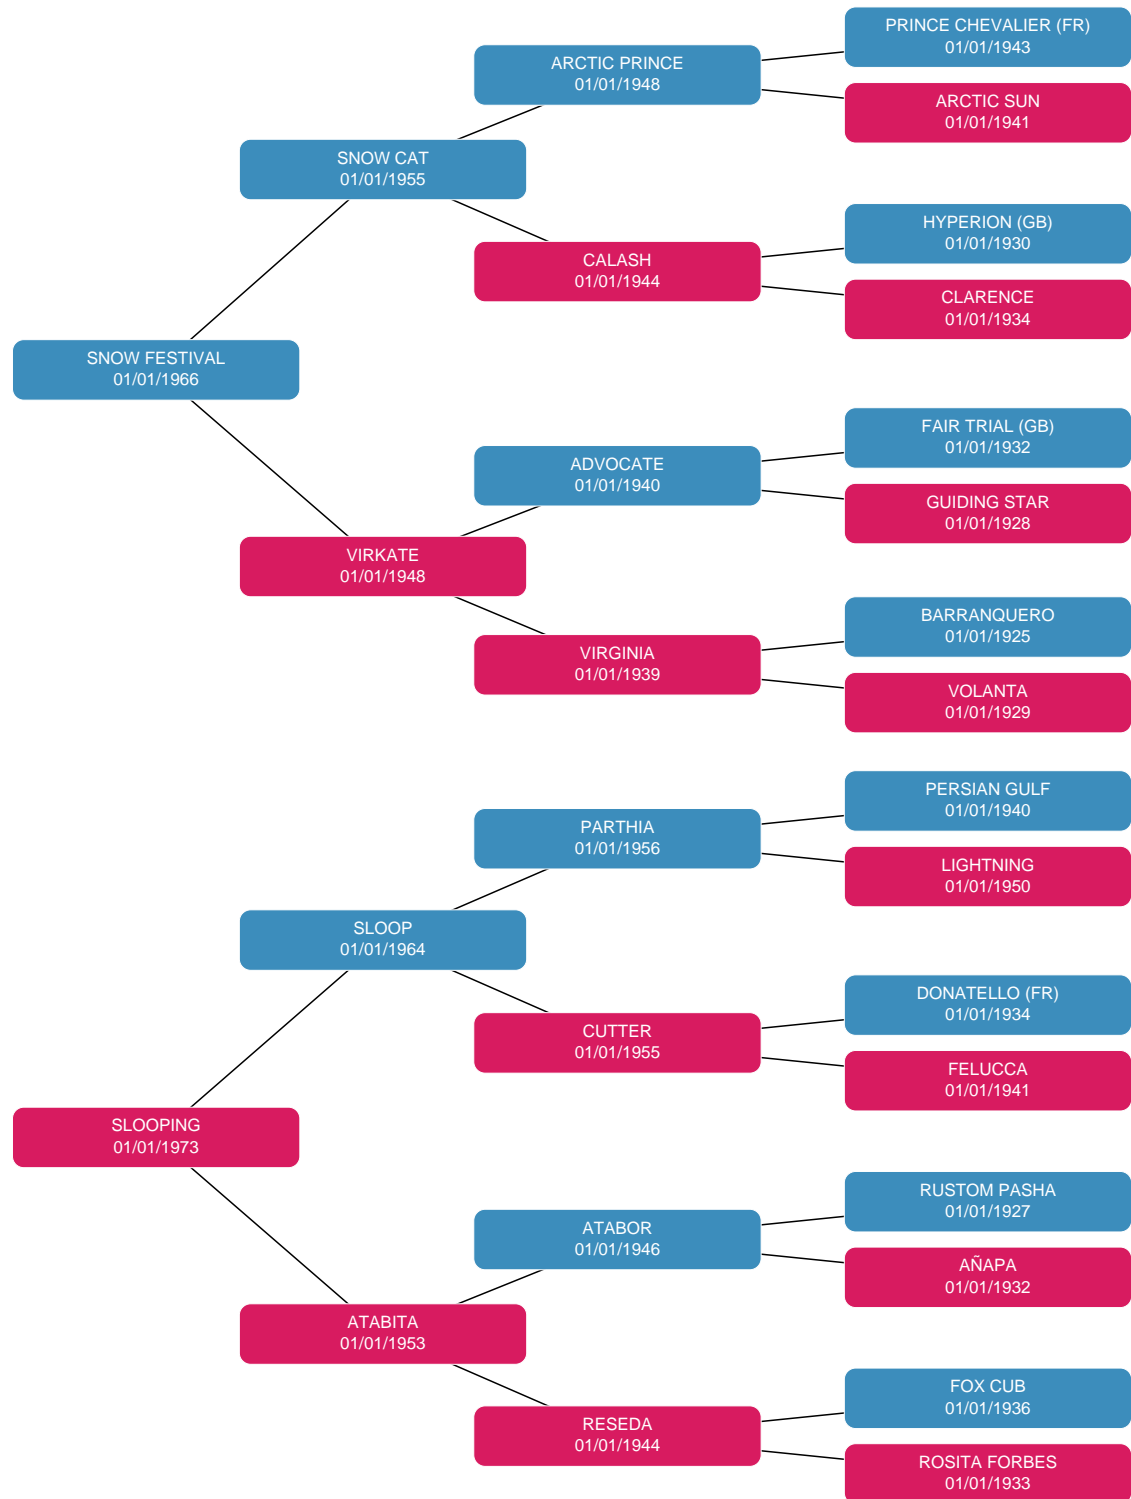 PRINCE CHEVALIER (FR)
01/01/1943
ARCTIC PRINCE
01/01/1948
ARCTIC SUN
01/01/1941
SNOW CAT
01/01/1955
HYPERION (GB)
01/01/1930
CALASH
01/01/1944
CLARENCE
01/01/1934
SNOW FESTIVAL
01/01/1966
FAIR TRIAL (GB)
01/01/1932
ADVOCATE
01/01/1940
GUIDING STAR
01/01/1928
VIRKATE
01/01/1948
BARRANQUERO
01/01/1925
VIRGINIA
01/01/1939
VOLANTA
01/01/1929
PERSIAN GULF
01/01/1940
PARTHIA
01/01/1956
LIGHTNING
01/01/1950
SLOOP
01/01/1964
DONATELLO (FR)
01/01/1934
CUTTER
01/01/1955
FELUCCA
01/01/1941
SLOOPING
01/01/1973
RUSTOM PASHA
01/01/1927
ATABOR
01/01/1946
AÑAPA
01/01/1932
ATABITA
01/01/1953
FOX CUB
01/01/1936
RESEDA
01/01/1944
ROSITA FORBES
01/01/1933